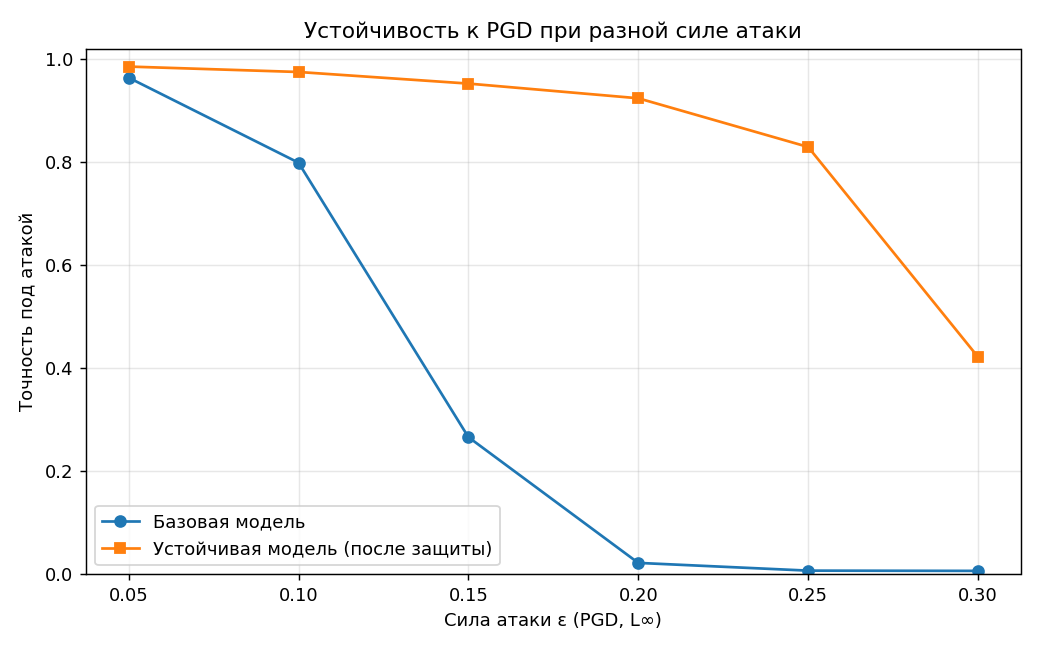 Устойчивость к PGD при разной силе атаки
Точность под атакой
1.0
0.8
0.6
0.4
0.2
0.0
Базовая модель
Устойчивая модель (после защиты)
0.05 0.10 0.15 0.20 0.25 0.30
Сила атаки ε (PGD, L∞)